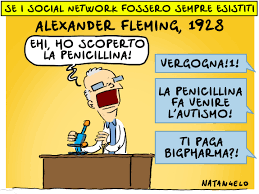 SE I SOCIAL NETWORK FOSSERO SEMPRE ESISTITI
ALEXANDER FLEMING, 1928
EHI, HO SCOPERTO
LA PENICILLINA!
VERGOGNA!1!
LA PENICILLINA
FA VENIRE
L'AUTISMO!
TI PAGA
BIGPHARMA?!
NATANGELO